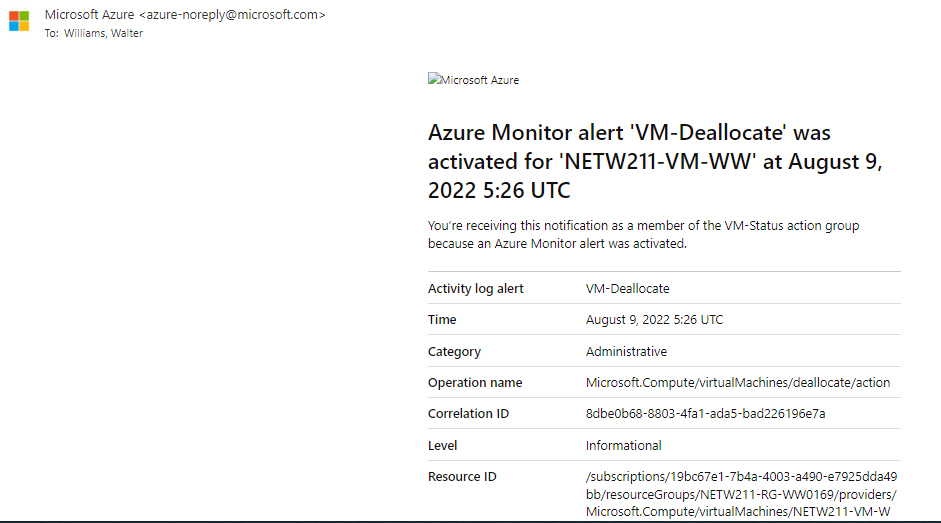 Microsoft Azure <azure-noreply@microsoft.com>
To: Williams, Walter
Microsoft Azure
Azure Monitor alert 'VM-Deallocate' was
activated for 'NETW211-VM-WW' at August 9,
2022 5:26 UTC
You're receiving this notification as a member of the VM-Status action group
because an Azure Monitor alert was activated.
Activity log alert VM-Deallocate
Time August 9, 2022 5:26 UTC
Category Administrative
Operation name Microsoft.Compute/virtualMachines/deallocate/action
Correlation ID 8dbe0b68-8803-4fa1-ada5-bad226196e7a
Level Informational
Resource ID /subscriptions/19bc67e1-7b4a-4003-a490-e7925dda49
bb/resourceGroups/NETW211-RG-WW0169/providers/
Microsoft.Compute/virtualMachines/NETW211-VM-W